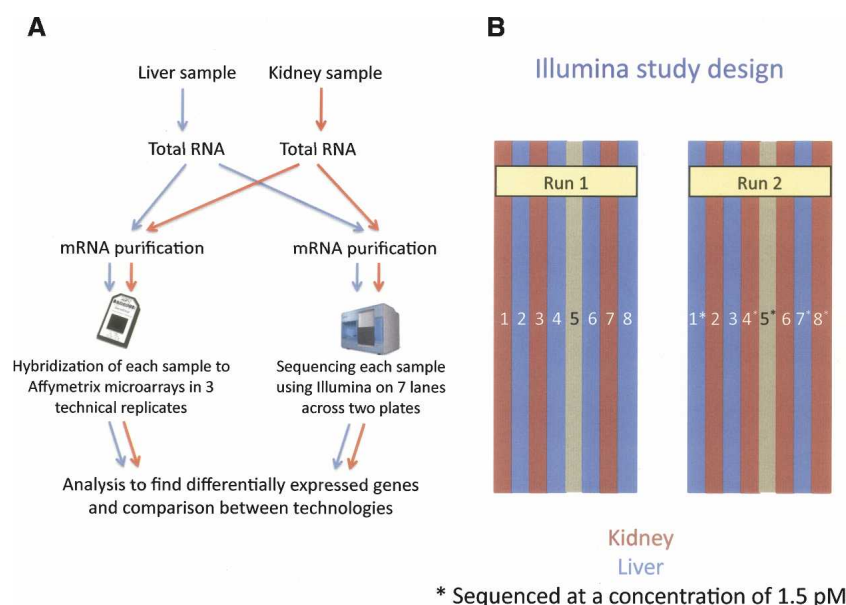 A
Liver sample
Kidney sample
Total RNA
Total RNA
mRNA purification
mRNA purification
Hybridization of each sample to
Affymetrix microarrays in 3
technical replicates
Sequencing each sample
using Illumina on 7 lanes
across two plates
Analysis to find differentially expressed genes
and comparison between technologies
B
Illumina study design
Run 1
1 2 3 4 5 6 7 8
Run 2
1* 2 3 4* 5* 6 7* 8*
Kidney
Liver
* Sequenced at a concentration of 1.5 pM